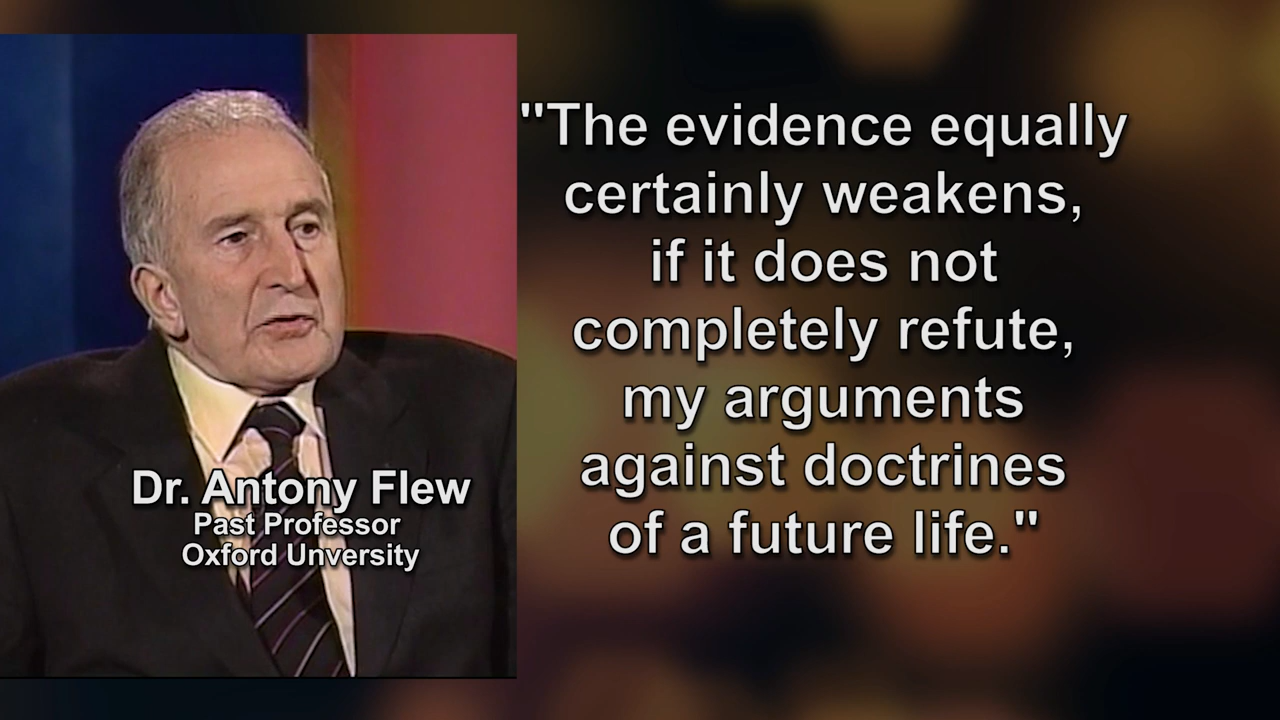 "The evidence equally
certainly weakens,
if it does not
completely refute,
my arguments
against doctrines
of a future life."
Dr. Antony Flew
Past Professor
Oxford Unversity